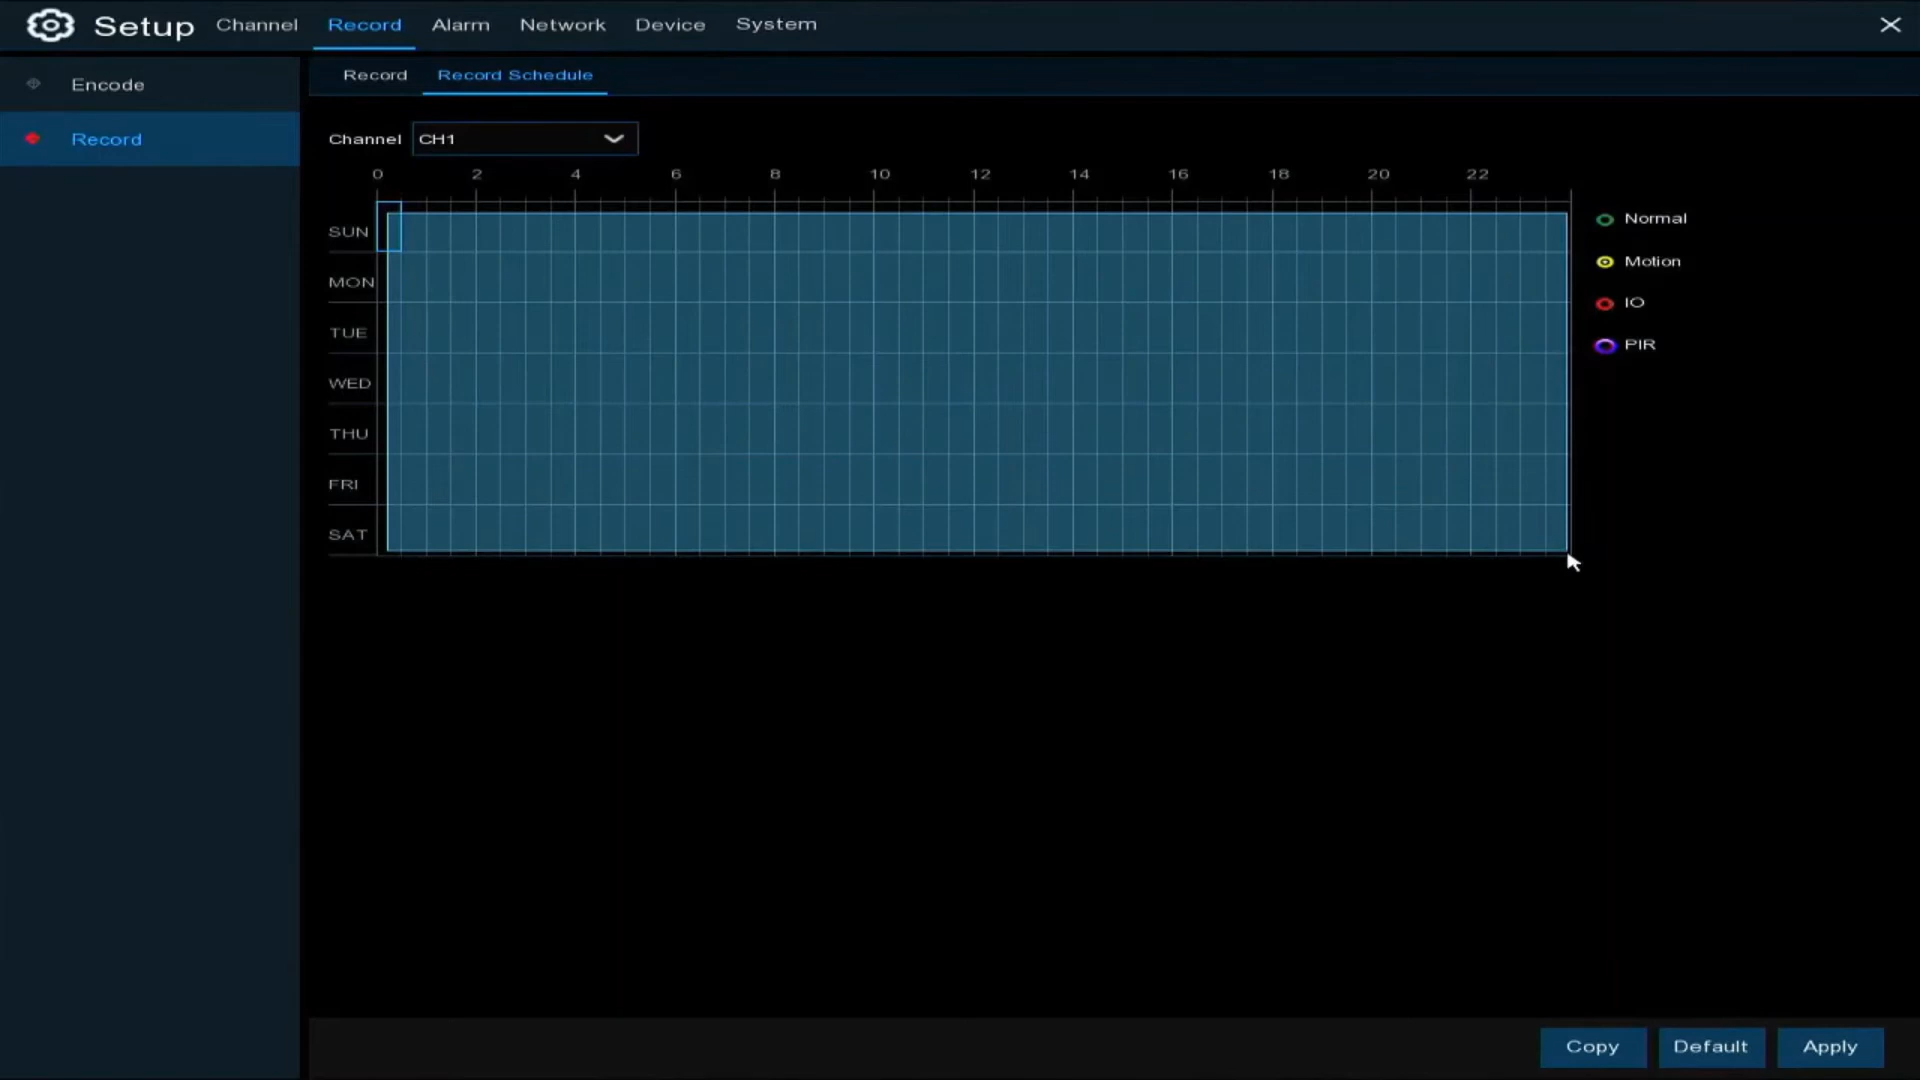 Setup Channel Record Alarm Network Device System
Encode
Record
Record Record Schedule
Channel CH1
0 2 4 6 8 10 12 14 16 18 20 22
SUN
MON
TUE
WED
THU
FRI
SAT
Normal
Motion
IO
PIR
Copy Default Apply